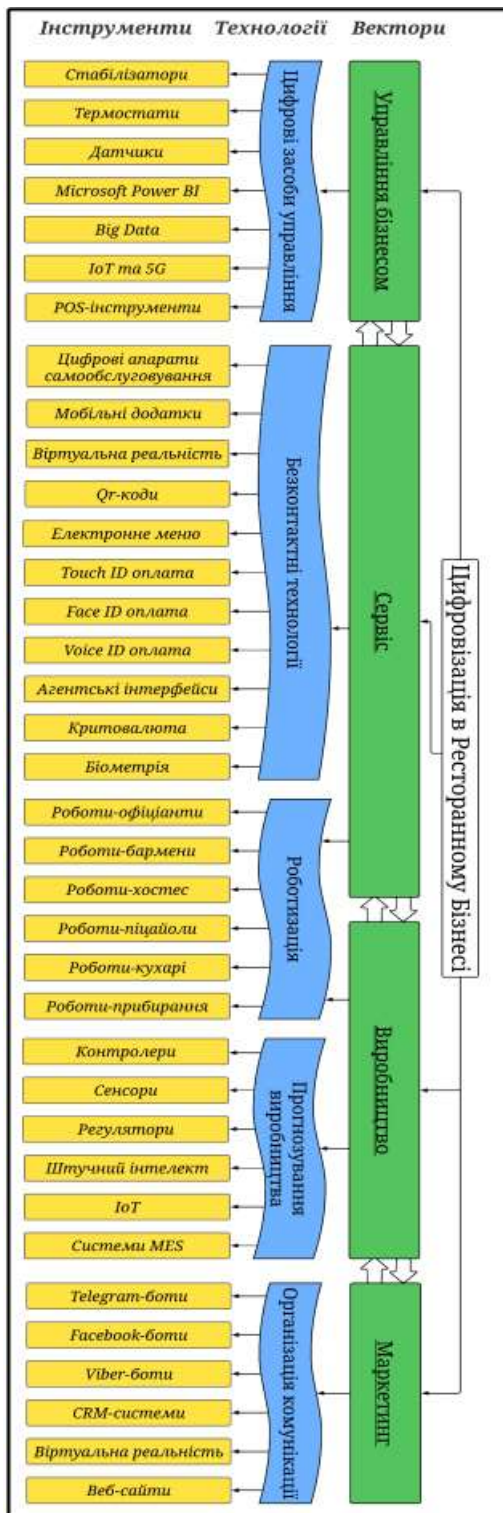 Інструменти Технології Вектори
Стабілізатори
Термостати
Датчики
Microsoft Power BI
Big Data
IoT та 5G
POS-інструменти
Цифрові засоби управління
Управління бізнесом
Цифрові апарати
самообслуговування
Мобільні додатки
Віртуальна реальність
Qr-коди
Електронне меню
Touch ID оплата
Face ID оплата
Voice ID оплата
Агентські інтерфейси
Критовалюта
Біометрія
Безконтактні технології
Сервіс
Цифровізація в Ресторанному Бізнесі
Роботи-офіціанти
Роботи-бармени
Роботи-хостес
Роботи-піцайоли
Роботи-кухарі
Роботи-прибирання
Роботизація
Виробництво
Контролери
Сенсори
Регулятори
Штучний інтелект
IoT
Системи MES
Прогнозування
виробництва
Telegram-боти
Facebook-боти
Viber-боти
CRM-системи
Віртуальна реальність
Веб-сайти
Організація комунікації
Маркетинг